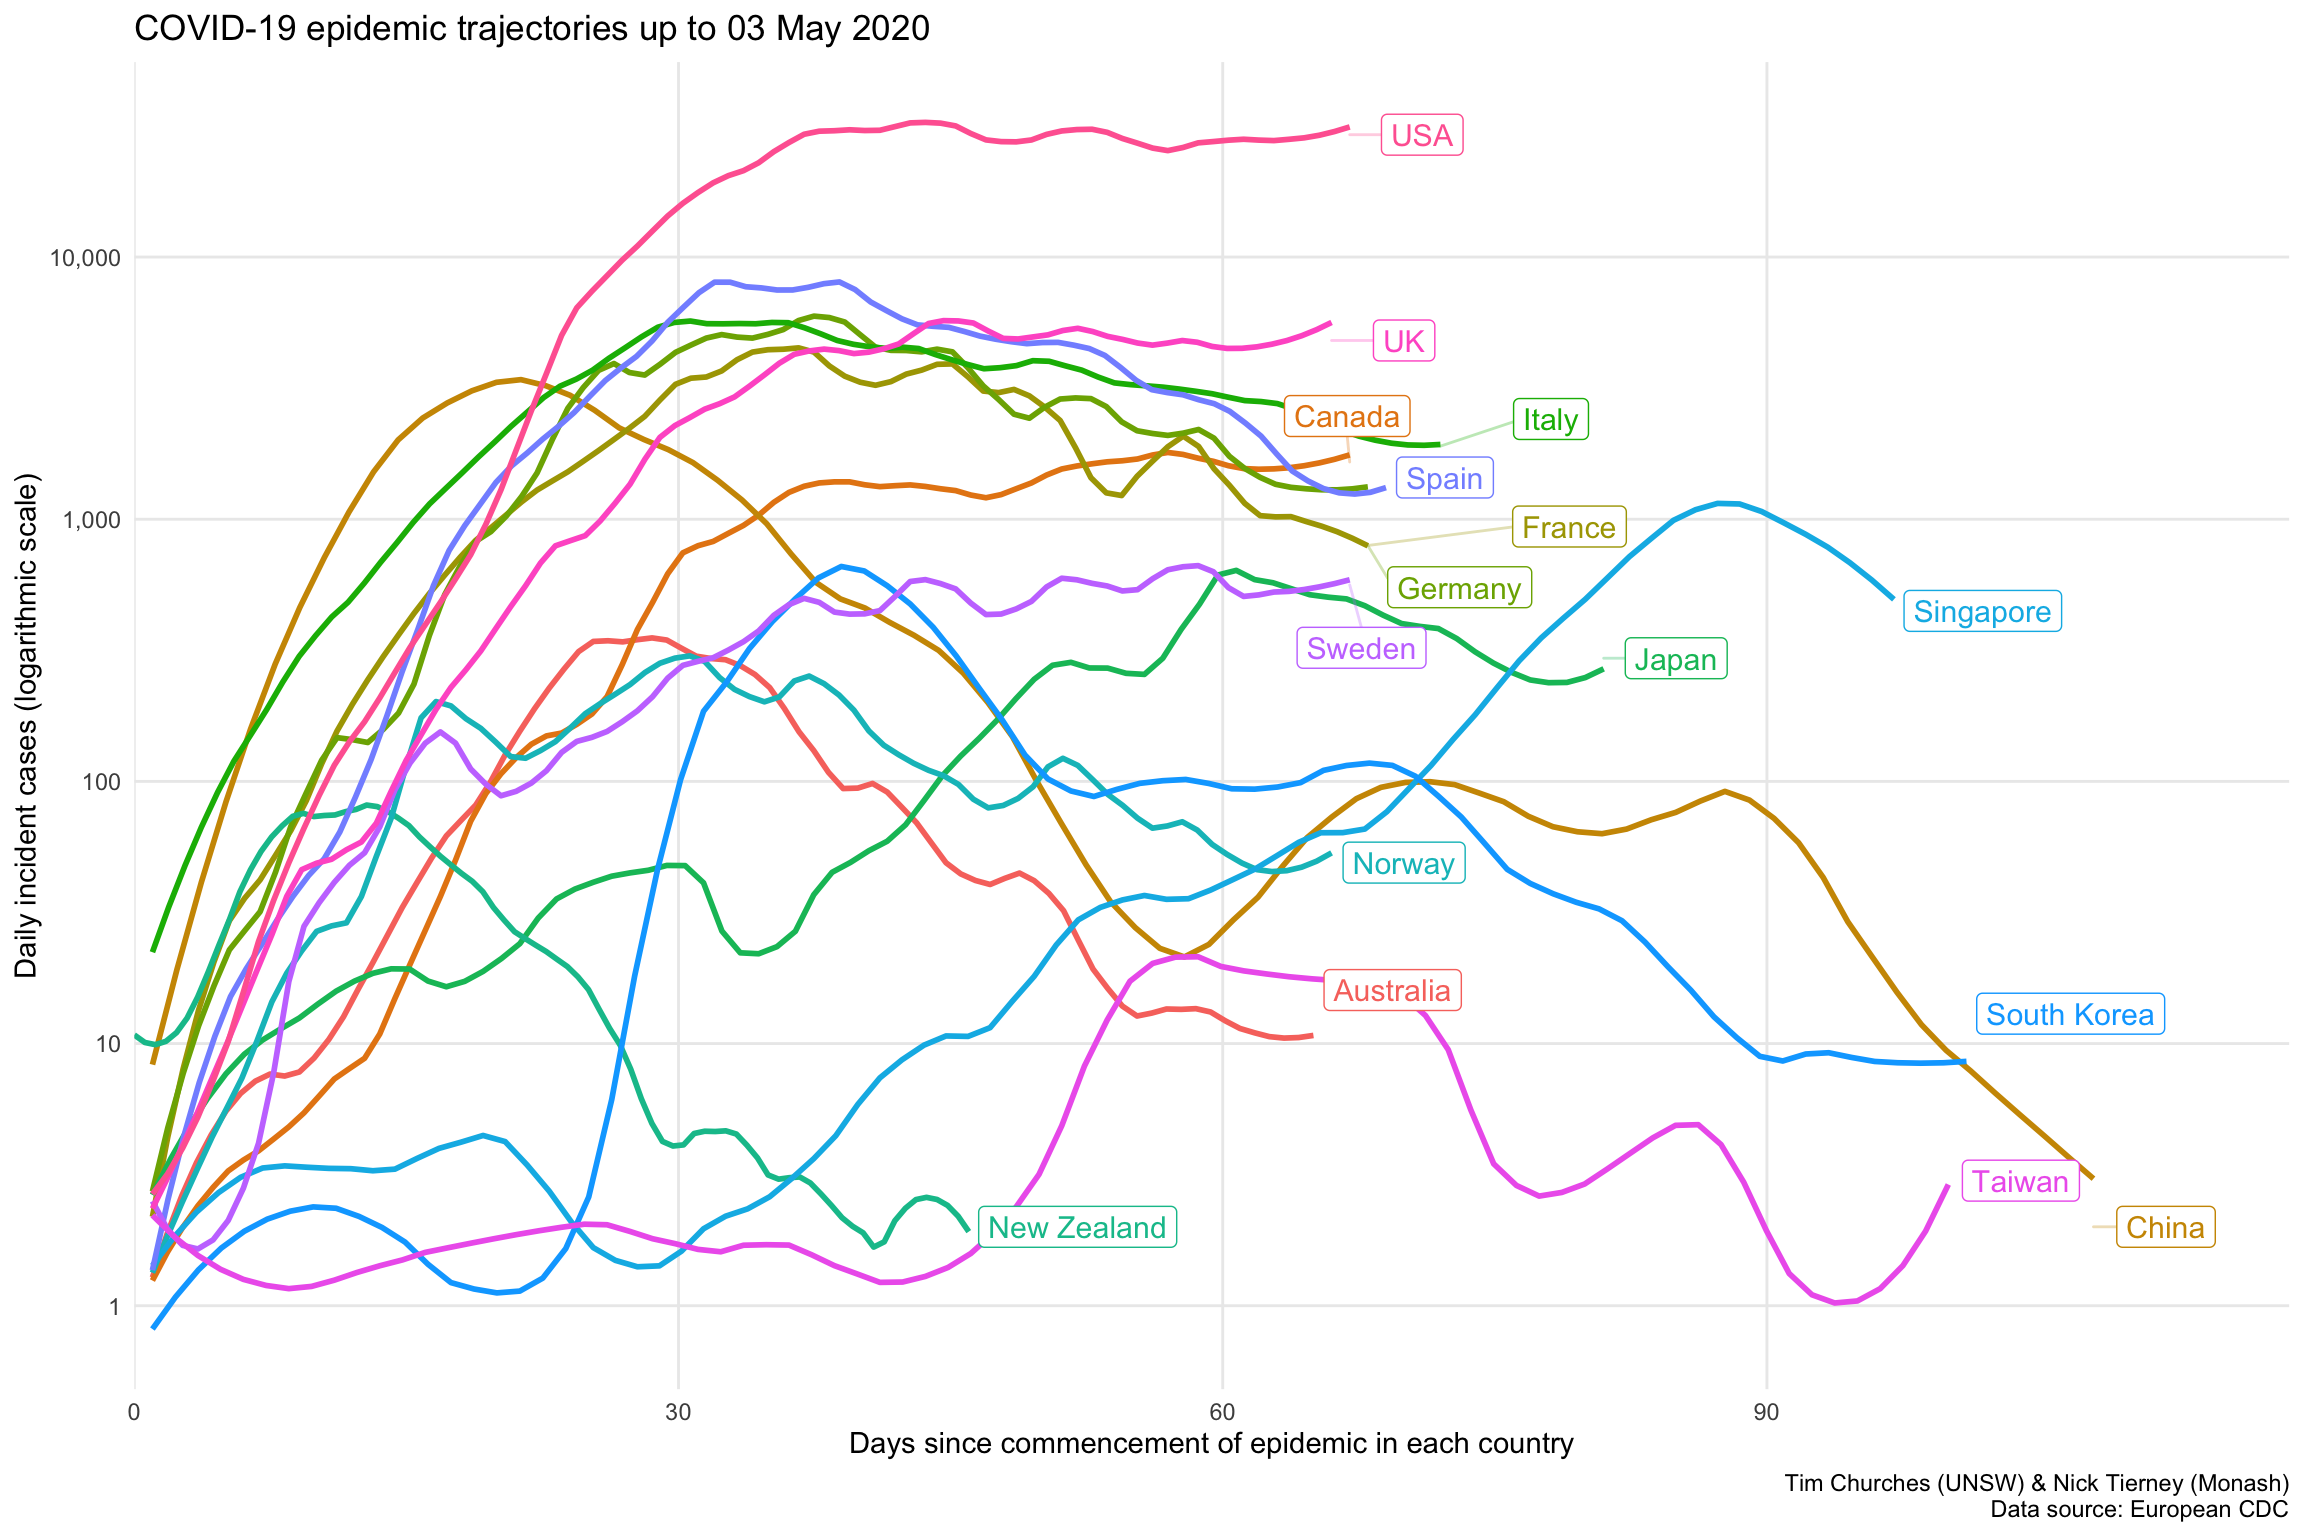 COVID-19 epidemic trajectories up to 03 May 2020
USA
10,000
UK
Canada
Italy
Spain
1,000
France
Germany
Singapore
Sweden
Japan
100
Norway
Australia
South Korea
10
Taiwan
New Zealand
China
1
Daily incident cases (logarithmic scale)
0 30 60 90
Days since commencement of epidemic in each country
Tim Churches (UNSW) & Nick Tierney (Monash)
Data source: European CDC